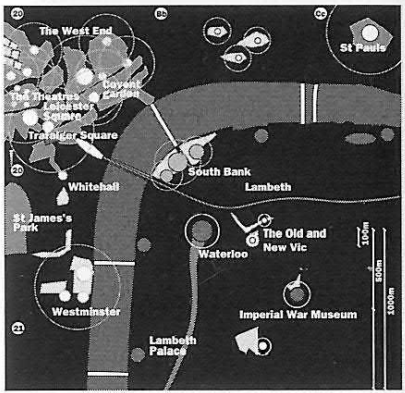 20
Bb
Cc
The West End
St Pauls
Covent
garden
The Theatres
Leicester
Square
Trafalgar Square
20
South Bank
Whitehall
Lambeth
St James's
Park
The Old and
New Vic
Waterloo
100m
500m
1000m
Westminster
Imperial War Museum
21
Lambeth
Palace